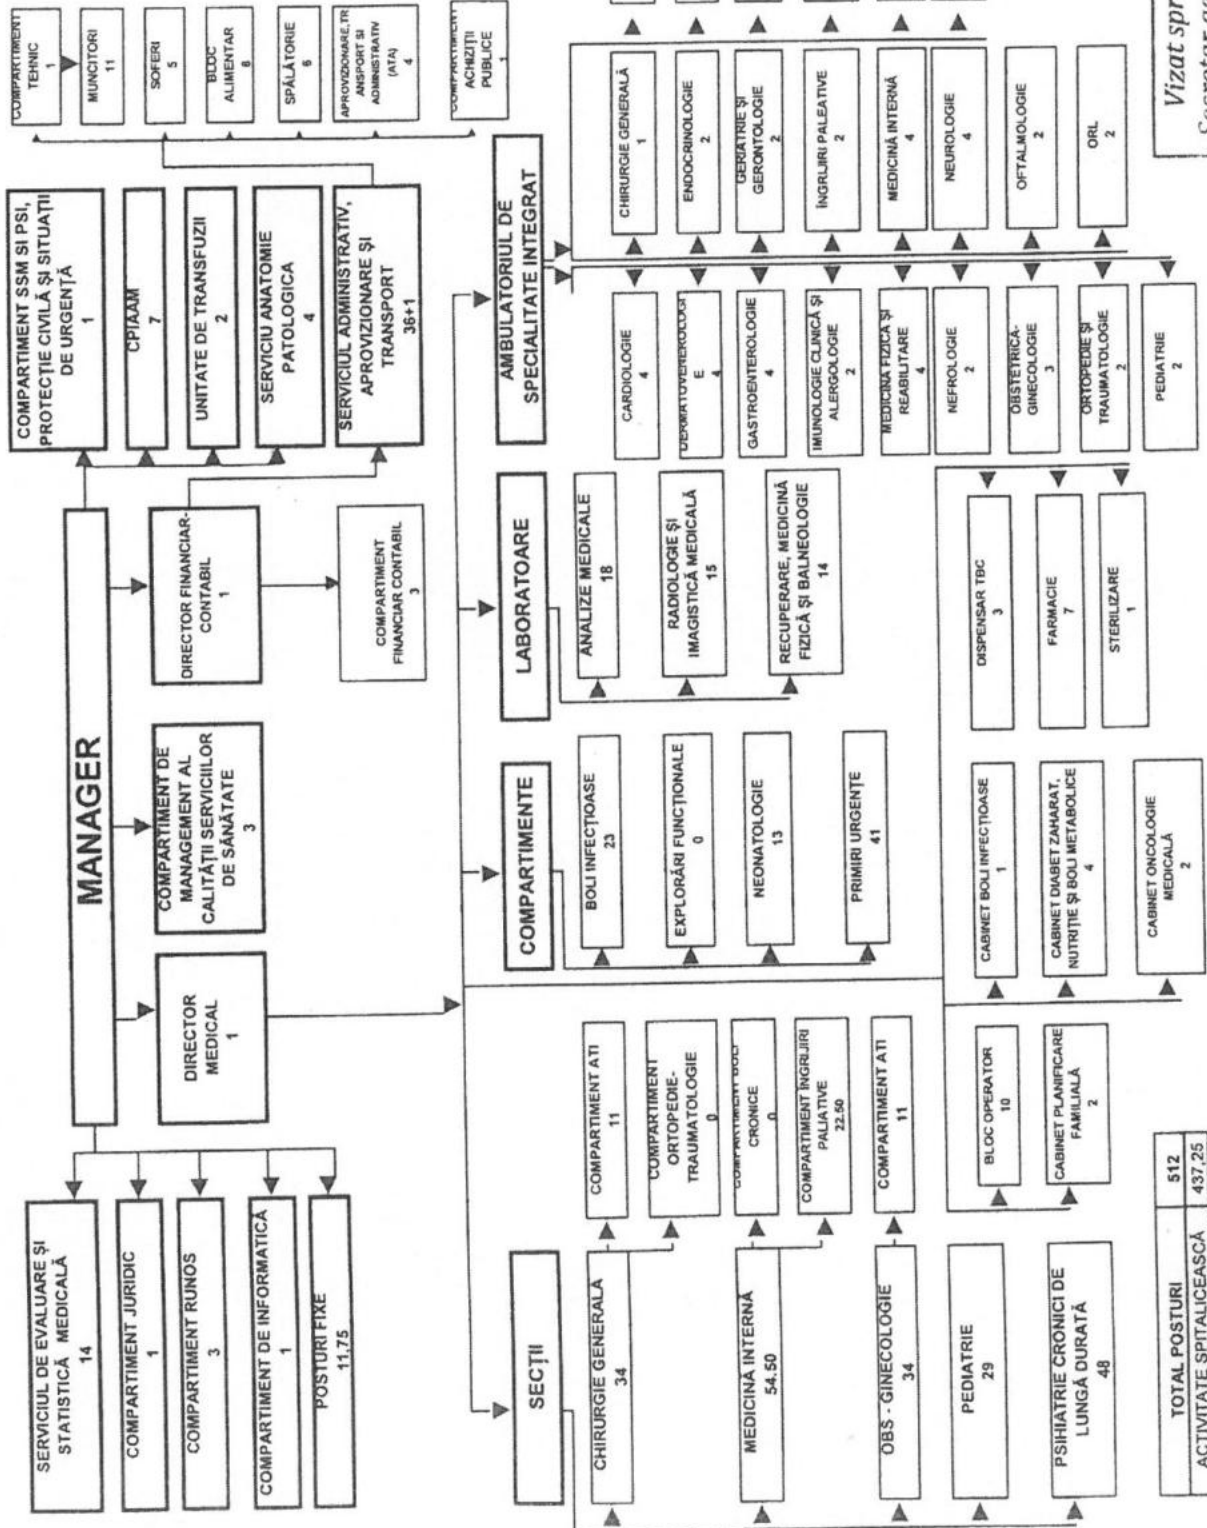 MANAGER
SERVICIUL DE EVALUARE ȘI
STATISTICĂ MEDICALĂ
14
COMPARTIMENT JURIDIC
1
COMPARTIMENT RUNOS
3
COMPARTIMENT DE INFORMATICĂ
1
POSTURI FIXE
11,75
DIRECTOR
MEDICAL
1
COMPARTIMENT DE
MANAGEMENT AL
CALITĂȚII SERVICIILOR
DE SĂNĂTATE
3
DIRECTOR FINANCIAR-
CONTABIL
1
COMPARTIMENT
FINANCIAR CONTABIL
3
COMPARTIMENT SSM SI PSI,
PROTECȚIE CIVILĂ ȘI SITUAȚII
DE URGENȚĂ
1
CPIAAM
7
UNITATE DE TRANSFUZII
2
SERVICIU ANATOMIE
PATOLOGICA
4
SERVICIUL ADMINISTRATIV,
APROVIZIONARE ȘI
TRANSPORT
36+1
COMPARTIMENT
TEHNIC
1
MUNCITORI
11
SOFERI
5
BLOC
ALIMENTAR
6
SPĂLĂTORIE
6
APROVIZIONARE,TR
ANSPORT SI
ADMINISTRATIV
(ATA)
4
COMPARTIMENT
ACHIZIȚII
PUBLICE
1
SECȚII
CHIRURGIE GENERALĂ
34
COMPARTIMENT ATI
11
COMPARTIMENT
ORTOPEDIE-
TRAUMATOLOGIE
0
MEDICINĂ INTERNĂ
54.50
COMPARTIMENT BOLI
CRONICE
0
COMPARTIMENT ÎNGRIJIRI
PALIATIVE
22.50
OBS - GINECOLOGIE
34
COMPARTIMENT ATI
11
PEDIATRIE
29
PSIHIATRIE CRONICI DE
LUNGĂ DURATĂ
48
COMPARTIMENTE
BOLI INFECȚIOASE
23
EXPLORĂRI FUNCȚIONALE
0
NEONATOLOGIE
13
PRIMIRI URGENȚE
41
LABORATOARE
ANALIZE MEDICALE
18
RADIOLOGIE ȘI
IMAGISTICĂ MEDICALĂ
15
RECUPERARE, MEDICINĂ
FIZICĂ ȘI BALNEOLOGIE
14
AMBULATORIUL DE
SPECIALITATE INTEGRAT
CARDIOLOGIE
4
DERMATOVENEROLOGI
E
4
GASTROENTEROLOGIE
4
IMUNOLOGIE CLINICĂ ȘI
ALERGOLOGIE
2
MEDICINA FIZICA ȘI
REABILITARE
4
NEFROLOGIE
2
OBSTETRICA-
GINECOLOGIE
3
ORTOPEDIE ȘI
TRAUMATOLOGIE
2
PEDIATRIE
2
CHIRURGIE GENERALĂ
1
ENDOCRINOLOGIE
2
GERIATRIE ȘI
GERONTOLOGIE
2
ÎNGRIJIRI PALEATIVE
2
MEDICINĂ INTERNĂ
4
NEUROLOGIE
4
OFTALMOLOGIE
2
ORL
2
BLOC OPERATOR
10
CABINET PLANIFICARE
FAMILIALĂ
2
CABINET BOLI INFECȚIOASE
1
CABINET DIABET ZAHARAT,
NUTRIȚIE ȘI BOLI METABOLICE
4
CABINET ONCOLOGIE
MEDICALĂ
2
DISPENSAR TBC
3
FARMACIE
7
STERILIZARE
1
TOTAL POSTURI 512
ACTIVITATE SPITALICEASCĂ 437,25
Vizat spr